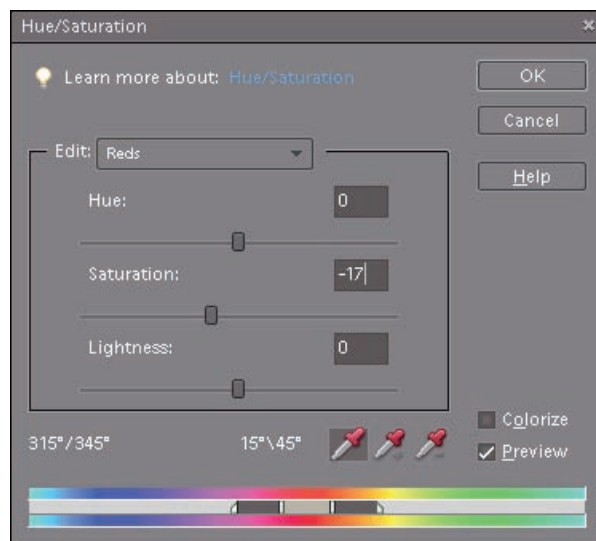 Hue/Saturation
Learn more about: Hue/Saturation
OK
Cancel
Help
Edit: Reds
Hue: 0
Saturation: -17
Lightness: 0
Colorize
Preview
315°/345° 15°\45°